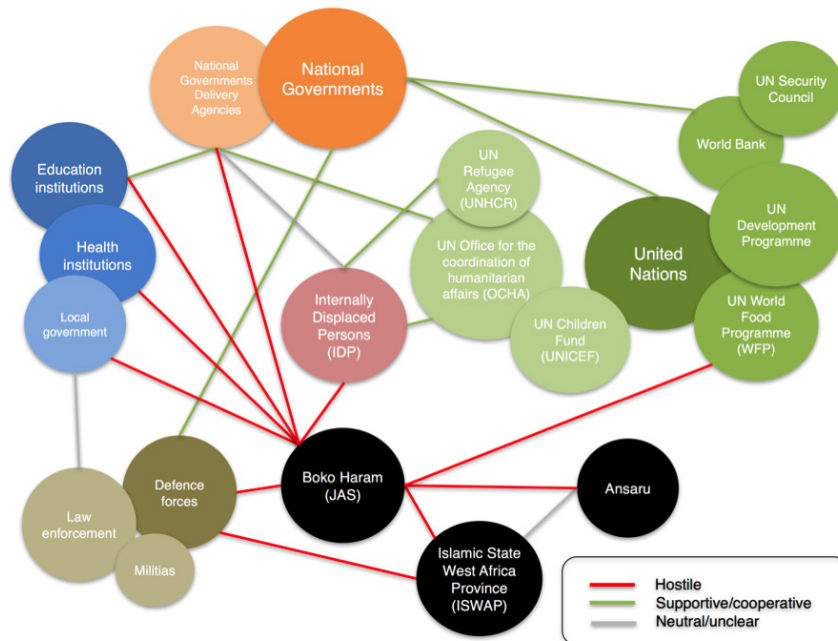 National
Governments
Delivery
Agencies
National
Governments
UN Security
Council
World Bank
Education
institutions
UN
Refugee
Agency
(UNHCR)
UN
Development
Programme
Health
institutions
UN Office for the
coordination of
humanitarian
affairs (OCHA)
United
Nations
Local
government
Internally
Displaced
Persons
(IDP)
UN Children
Fund
(UNICEF)
UN World
Food
Programme
(WFP)
Boko Haram
(JAS)
Ansaru
Defence
forces
Law
enforcement
Militias
Islamic State
West Africa
Province
(ISWAP)
Hostile
Supportive/cooperative
Neutral/unclear